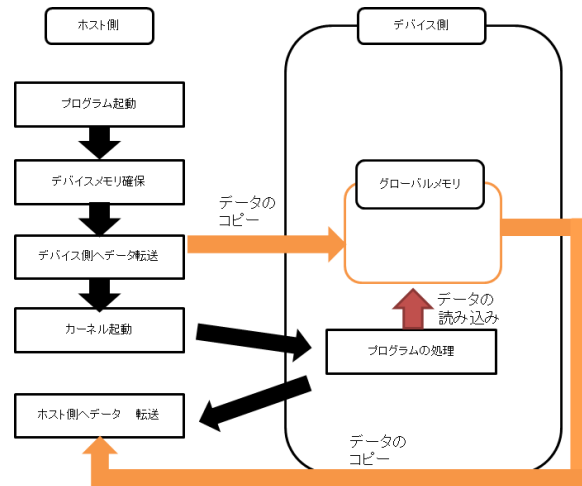 ホスト側
デバイス側
プログラム起動
デバイスメモリ確保
グローバルメモリ
データの
コピー
デバイス側へデータ転送
データの
読み込み
カーネル起動
プログラムの処理
ホスト側へデータ　転送
データの
コピー